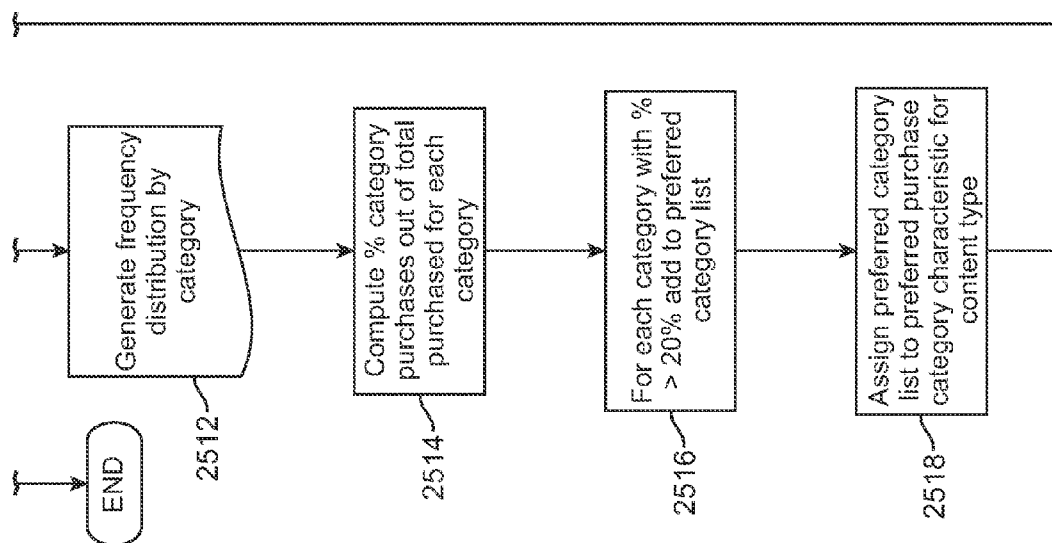 END
Generate frequency
distribution by
category
2512
Compute % category
purchases out of total
purchased for each
category
2514
For each category with %
> 20% add to preferred
category list
2516
Assign preferred category
list to preferred purchase
category characteristic for
content type
2518